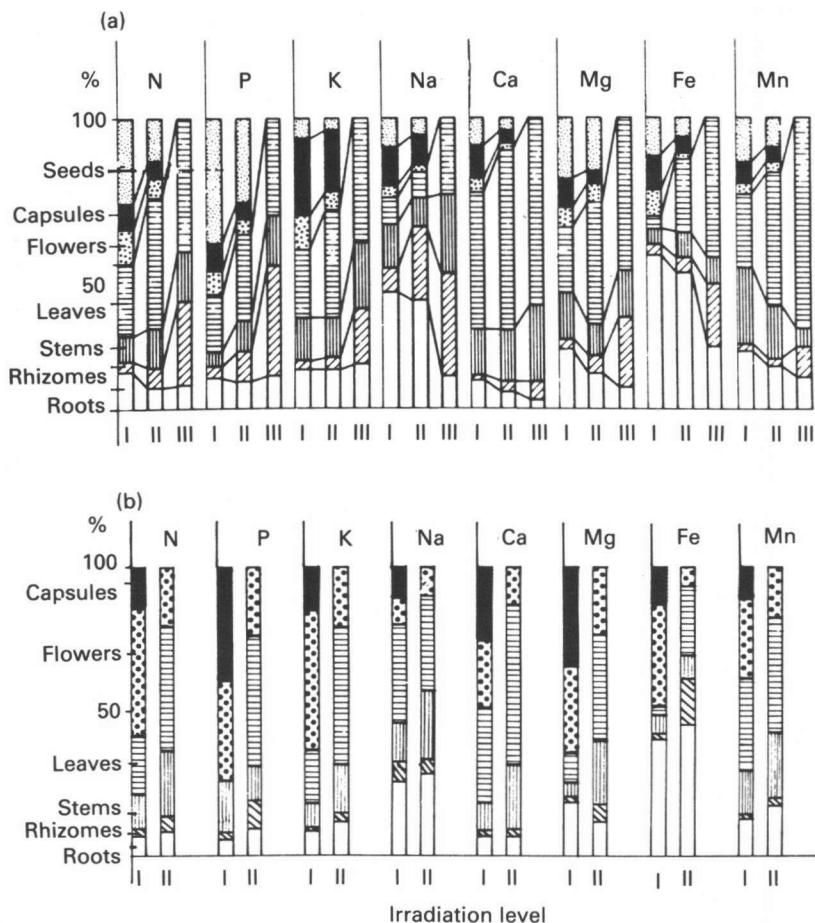 (a)
% N P K Na Ca Mg Fe Mn
100
Seeds
Capsules
Flowers
50
Leaves
Stems
Rhizomes
Roots
I II III I II III I II III I II III I II III I II III I II III I II III
(b)
% N P K Na Ca Mg Fe Mn
100
Capsules
Flowers
50
Leaves
Stems
Rhizomes
Roots
I II I II I II I II I II I II I II I II
Irradiation level